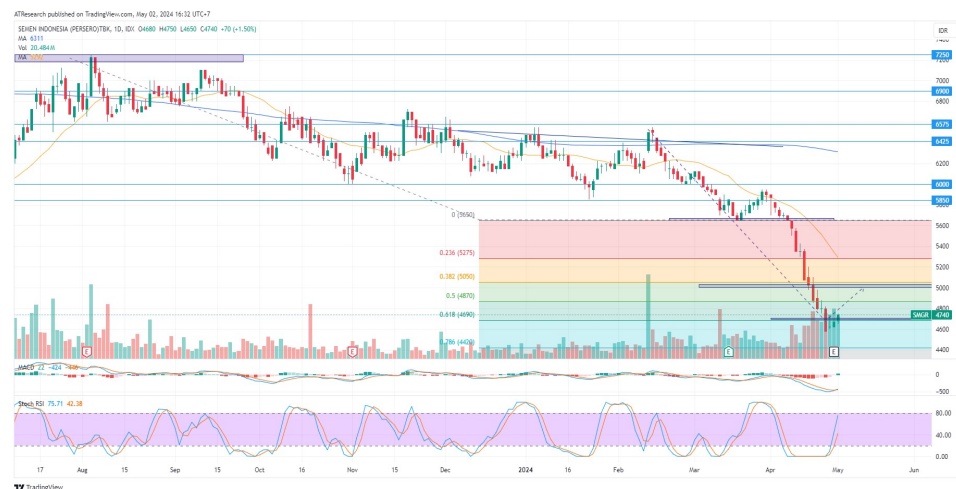 ATResearch published on TradingView.com, May 02, 2024 16:32 UTC+7
SEMEN INDONESIA (PERSERO)TBK, 1D, IDX O4680 H4750 L4650 C4740 +70 (+1.50%)
MA 6311
Vol 20.484M
MA
IDR
7250
7000
6900
6800
6575
6425
6200
6000
5850
5600
5400
5200
5000
4800
SMGR 4740
4600
4400
0 (5650)
0.236 (5275)
0.382 (5050)
0.5 (4870)
0.618 (4690)
0.786 (4420)
E
E
E
E
MACD 22 −424 −446
0
−500
Stoch RSI 75.71 42.38
80.00
40.00
0.00
17 Aug 15 Sep 15 Oct 16 Nov 15 Dec 2024 16 Feb Mar Apr May Jun
TradingView